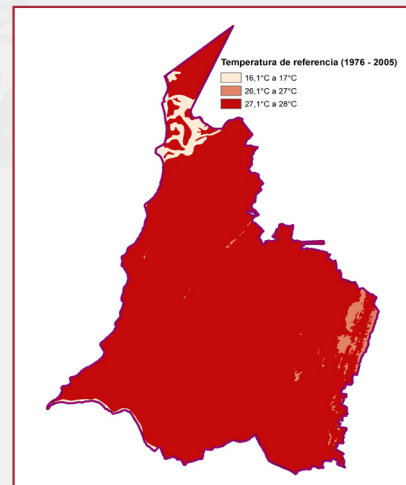 Temperatura de referencia (1976 - 2005)
16,1°C a 17°C
26,1°C a 27°C
27,1°C a 28°C